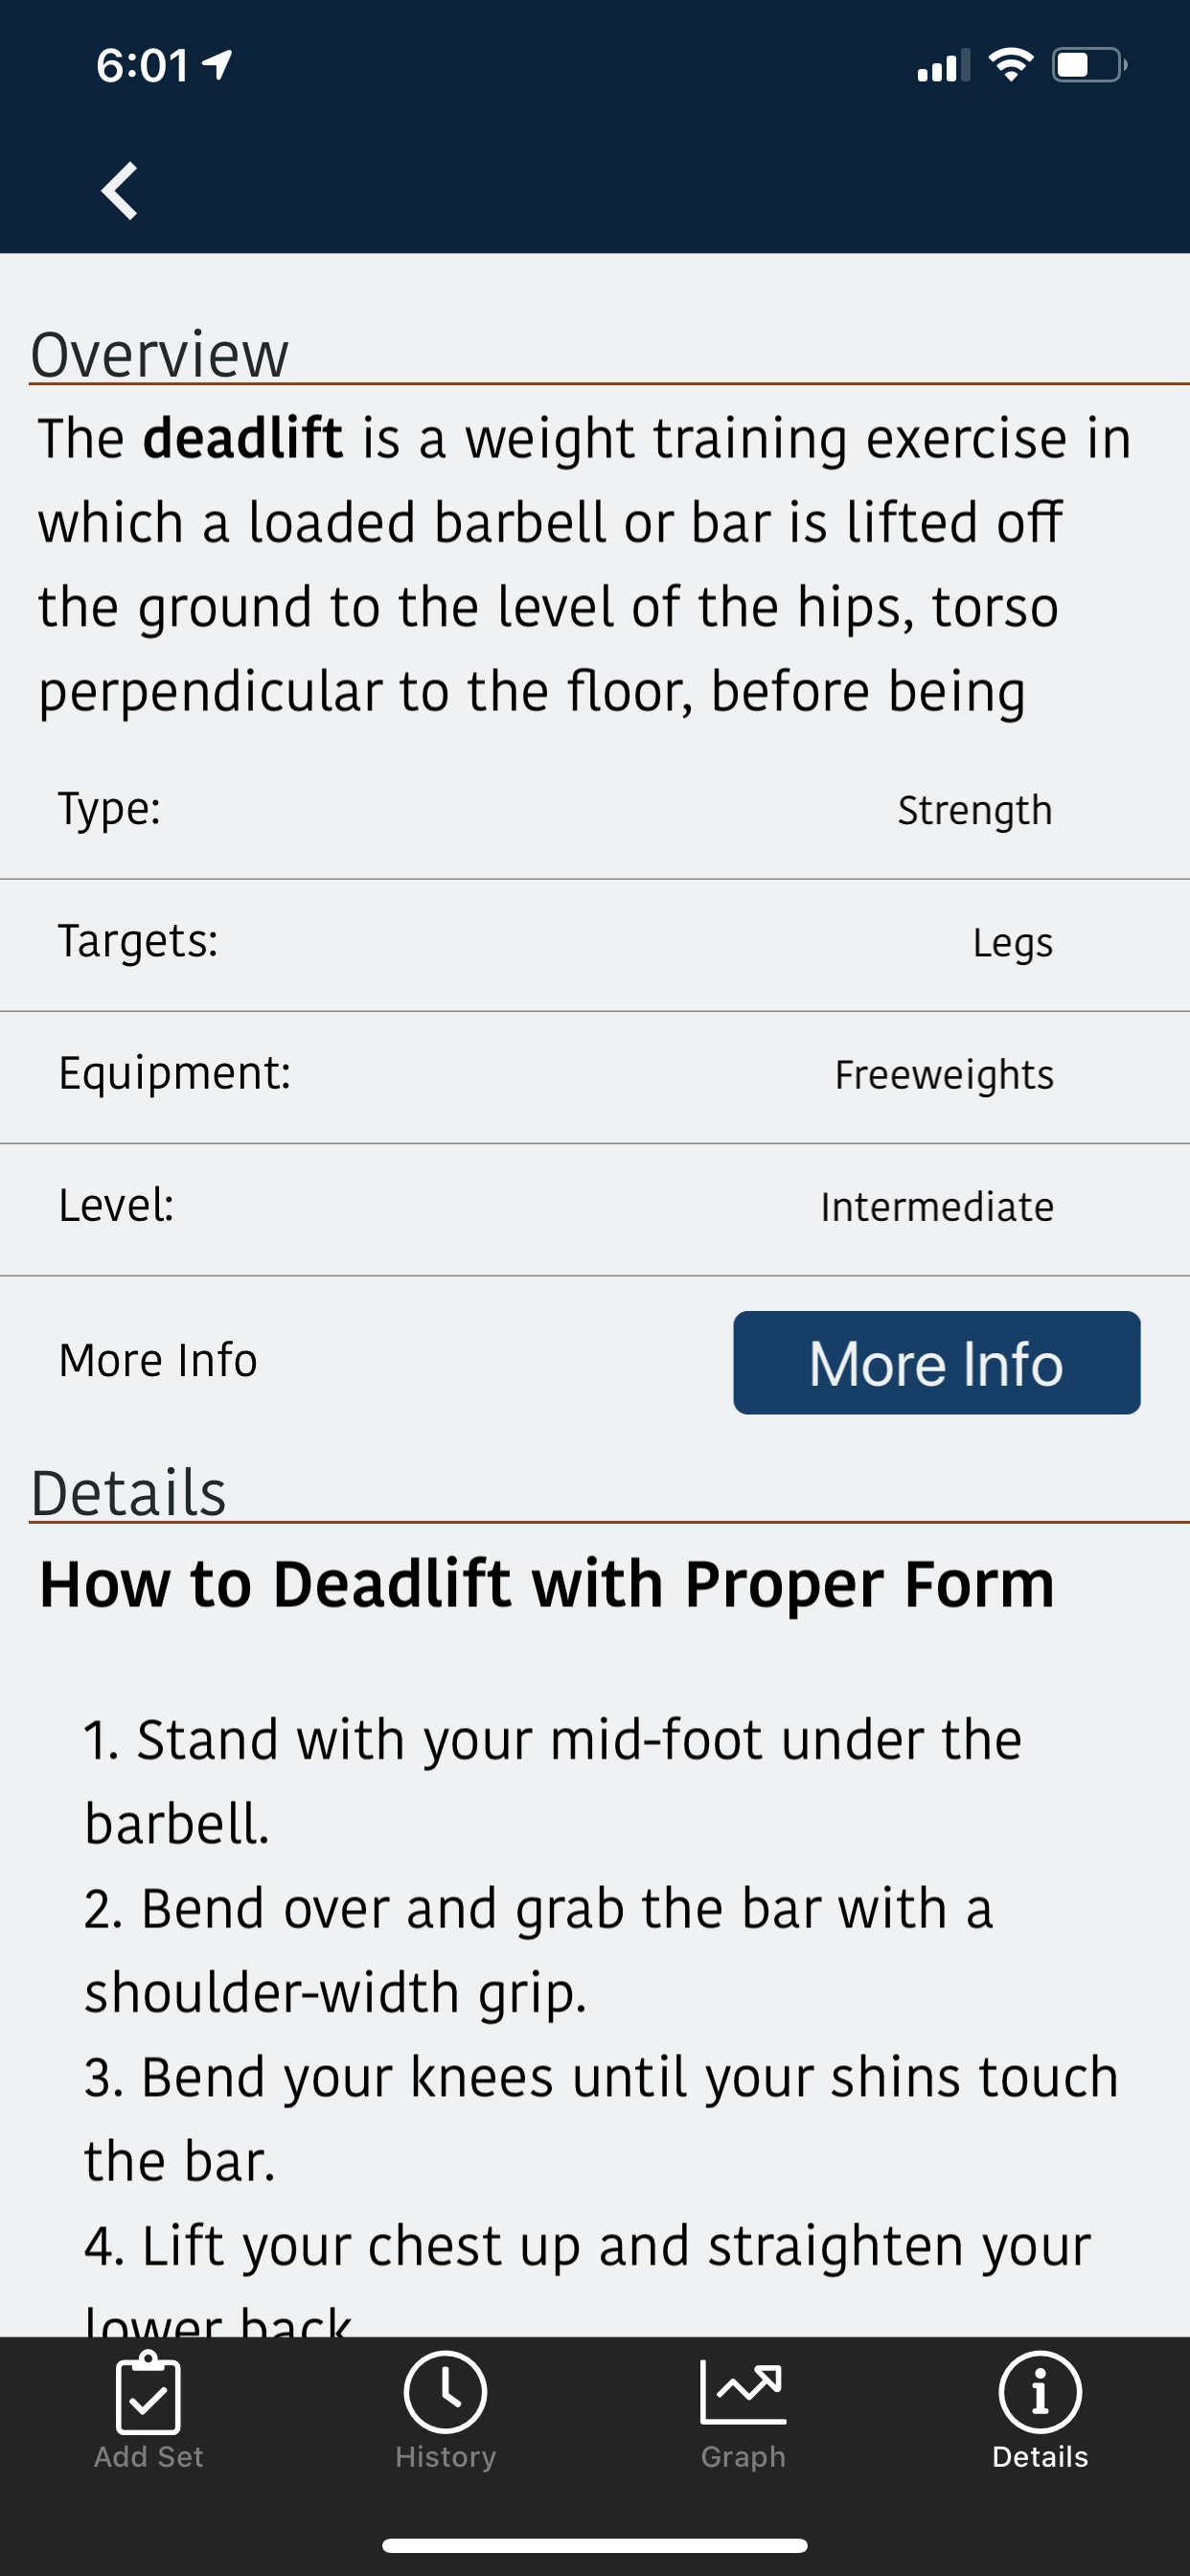 6:01
Overview
The deadlift is a weight training exercise in
which a loaded barbell or bar is lifted off
the ground to the level of the hips, torso
perpendicular to the floor, before being
Type: Strength
Targets: Legs
Equipment: Freeweights
Level: Intermediate
More Info More Info
Details
How to Deadlift with Proper Form
1. Stand with your mid-foot under the
barbell.
2. Bend over and grab the bar with a
shoulder-width grip.
3. Bend your knees until your shins touch
the bar.
4. Lift your chest up and straighten your
lower back
Add Set History Graph Details